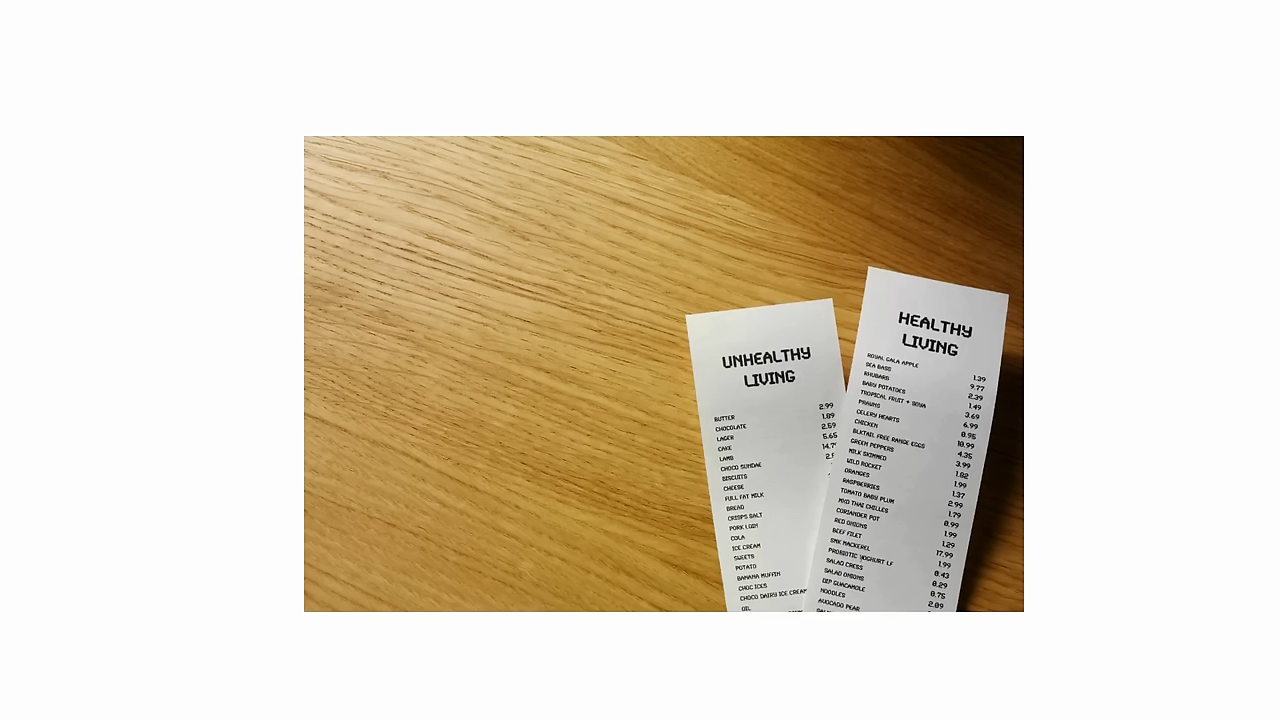 UNHEALTHY
LIVING
2.99
BUTTER 1.89
CHOCOLATE 2.59
LAGER 5.65
CAKE
LAMB
CHOCO SUNDAE
BISCUITS
CHEESE
FULL FAT MILK
BREAD
CRISPS SALT
PORK LOIN
COLA
ICE CREAM
SWEETS
POTATO
BANANA MUFFIN
CHOC ICES
CHOCO DAIRY ICE CREAM
OIL
HEALTHY
LIVING
ROYAL GALA APPLE 1.39
SEA BASS 9.77
RHUBARB 2.39
BABY POTATOES 1.49
TROPICAL FRUIT + SOYA 3.69
PRAWNS 6.99
CELERY HEARTS 0.95
CHICKEN 10.99
BLKTAIL FREE RANGE EGGS 4.35
GREEN PEPPERS 3.99
MILK SKIMMED 1.82
WILD ROCKET 1.99
ORANGES 1.37
RASPBERRIES 2.99
TOMATO BABY PLUM 1.79
MXD THAI CHILLES 0.99
CORIANDER POT 1.99
RED ONIONS 1.29
BEEF FILET 17.99
SMK MACKEREL 1.99
PROBIOTIC YOGHURT LF 0.43
SALAD CRESS 0.29
SALAD ONIONS 0.75
DIP GUACAMOLE 2.09
NOODLES
AVOCADO PEAR